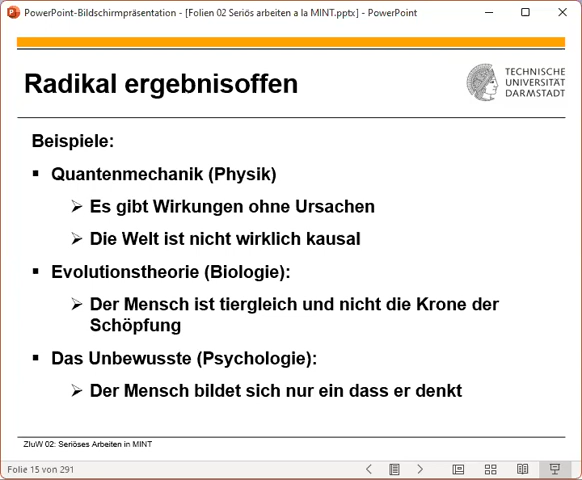 PowerPoint-Bildschirmpräsentation - [Folien 02 Seriös arbeiten a la MINT.pptx] - PowerPoint
Radikal ergebnisoffen
TECHNISCHE
UNIVERSITÄT
DARMSTADT
Beispiele:
▪ Quantenmechanik (Physik)
➢ Es gibt Wirkungen ohne Ursachen
➢ Die Welt ist nicht wirklich kausal
▪ Evolutionstheorie (Biologie):
➢ Der Mensch ist tiergleich und nicht die Krone der
Schöpfung
▪ Das Unbewusste (Psychologie):
➢ Der Mensch bildet sich nur ein dass er denkt
ZIuW 02: Seriöses Arbeiten in MINT
Folie 15 von 291